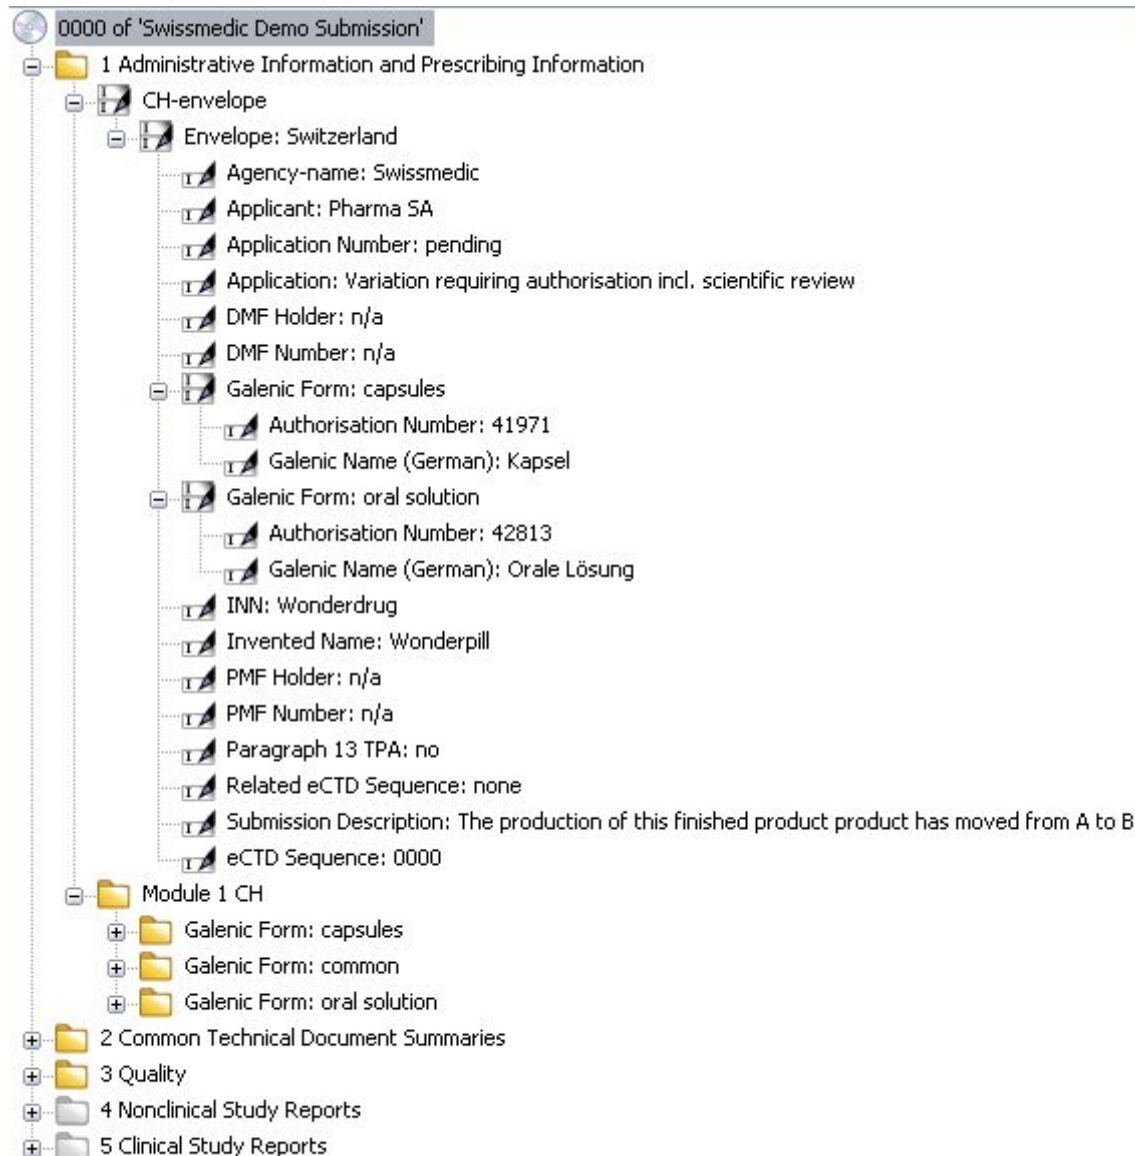 0000 of 'Swissmedic Demo Submission'
1 Administrative Information and Prescribing Information
CH-envelope
Envelope: Switzerland
Agency-name: Swissmedic
Applicant: Pharma SA
Application Number: pending
Application: Variation requiring authorisation incl. scientific review
DMF Holder: n/a
DMF Number: n/a
Galenic Form: capsules
Authorisation Number: 41971
Galenic Name (German): Kapsel
Galenic Form: oral solution
Authorisation Number: 42813
Galenic Name (German): Orale Lösung
INN: Wonderdrug
Invented Name: Wonderpill
PMF Holder: n/a
PMF Number: n/a
Paragraph 13 TPA: no
Related eCTD Sequence: none
Submission Description: The production of this finished product product has moved from A to B
eCTD Sequence: 0000
Module 1 CH
Galenic Form: capsules
Galenic Form: common
Galenic Form: oral solution
2 Common Technical Document Summaries
3 Quality
4 Nonclinical Study Reports
5 Clinical Study Reports